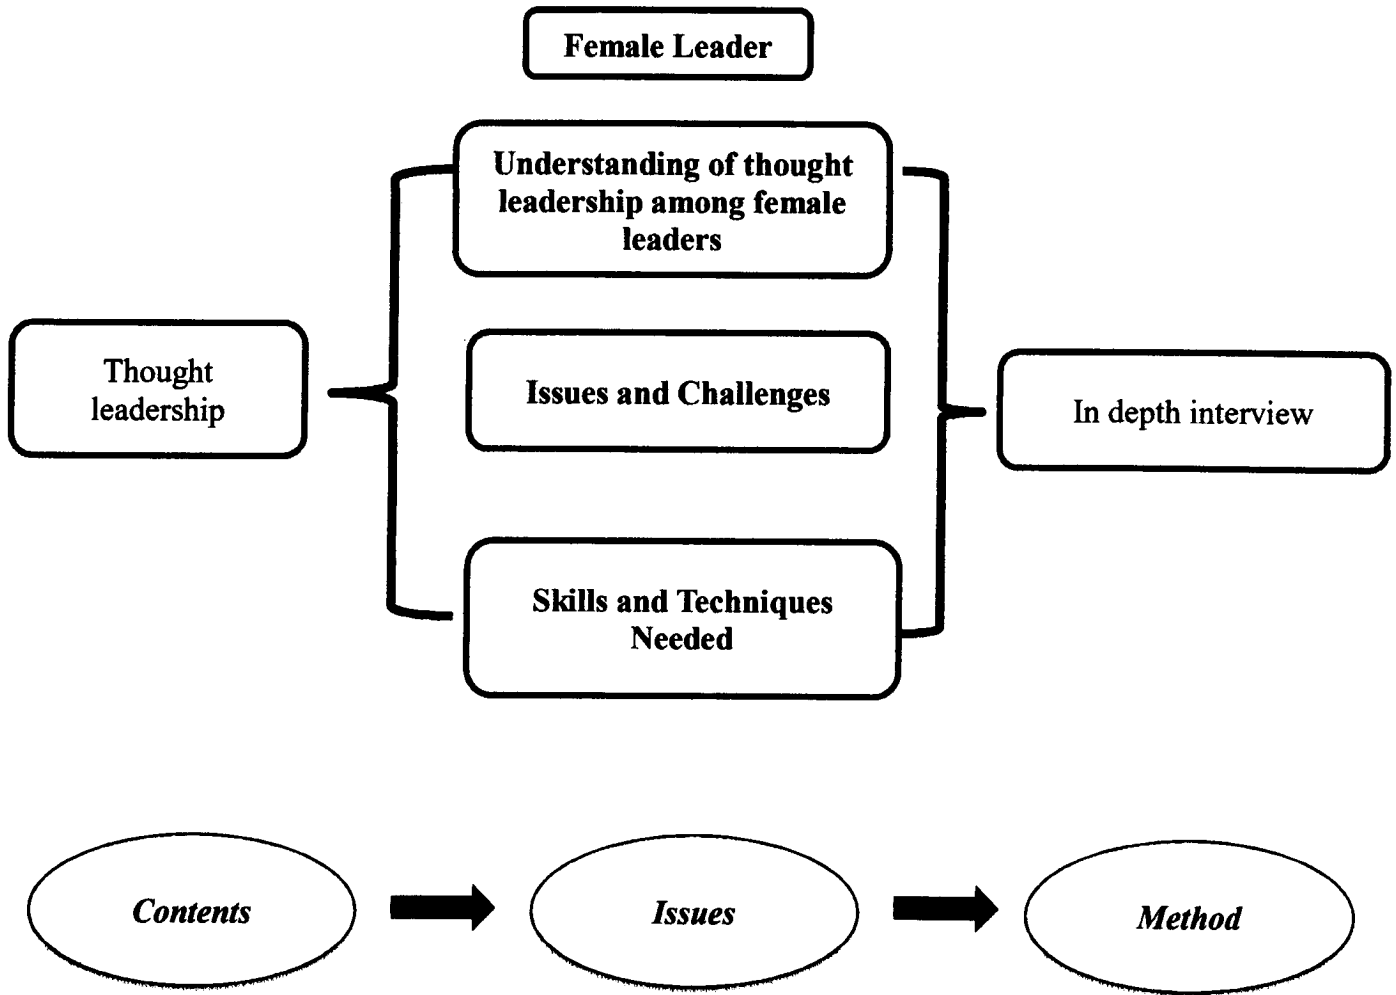 Female Leader
Understanding of thought
leadership among female
leaders
Thought
leadership
Issues and Challenges
In depth interview
Skills and Techniques
Needed
Contents
Issues
Method